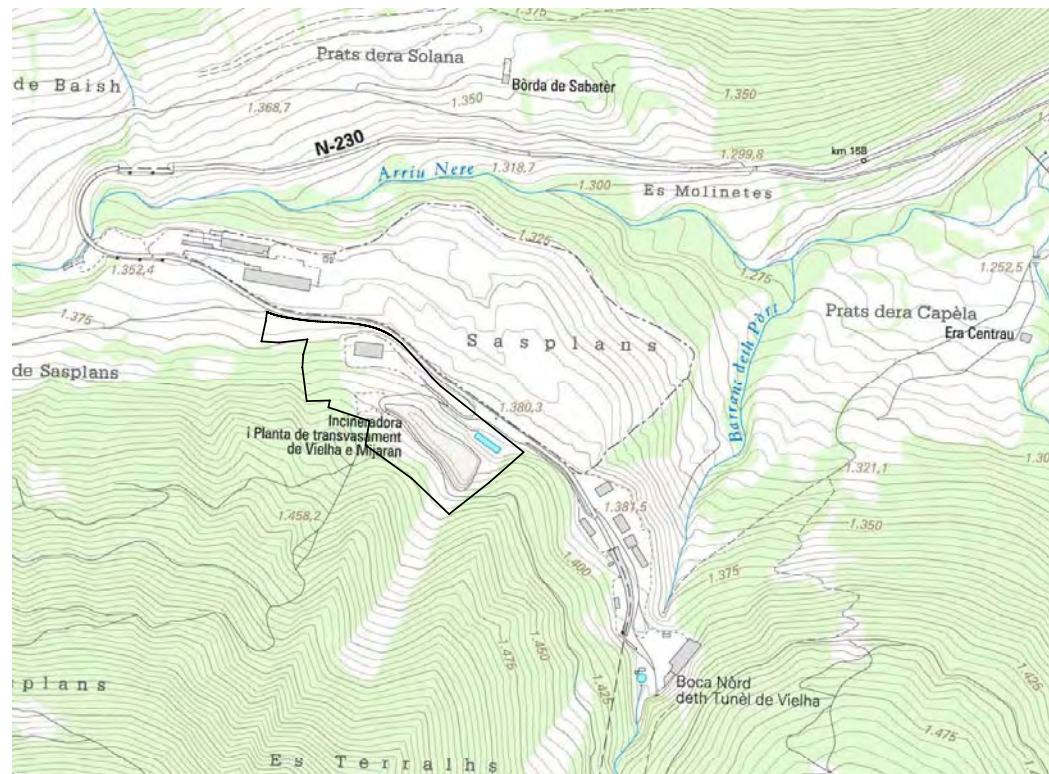 1.375
Prats dera Solana
de Baish
Bòrda de Sabatèr
1.350
1.350
1.368,7
N-230
1.299,8
km 158
Arriu Nere
1.318,7
1.300
Es Molinetes
1.325
1.352,4
1.275
1.252,5
1.375
Sasplans
Barranc deth Pòrt
Prats dera Capèla
Era Centrau
de Sasplans
1.380,3
Incineradora
i Planta de transvasament
de Vielha e Mijaran
1.321,1
1.381,5
1.458,2
1.350
1.400
1.375
1.475
1.450
1.425
1.425
plans
Boca Nòrd
deth Tunèl de Vielha
1.475
Es Terralhs